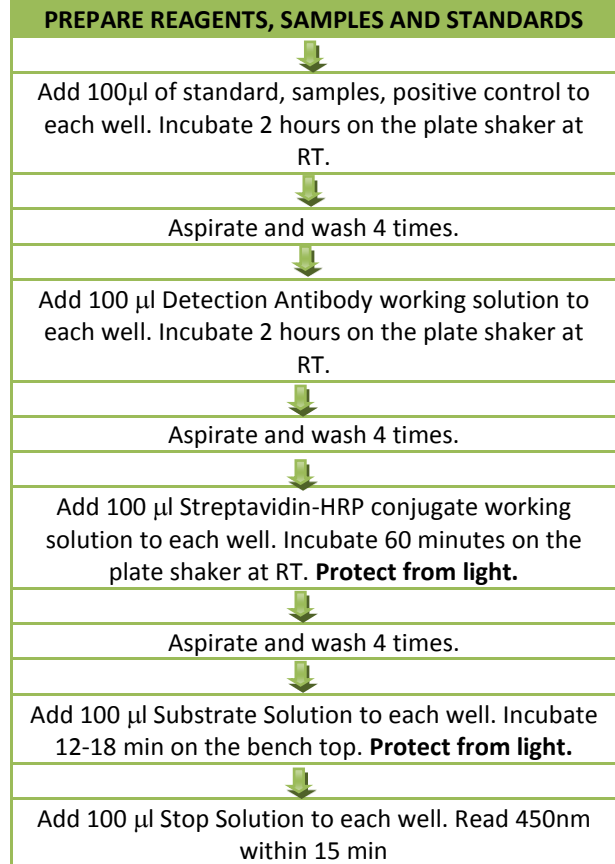 PREPARE REAGENTS, SAMPLES AND STANDARDS
Add 100μl of standard, samples, positive control to
each well. Incubate 2 hours on the plate shaker at
RT.
Aspirate and wash 4 times.
Add 100 μl Detection Antibody working solution to
each well. Incubate 2 hours on the plate shaker at
RT.
Aspirate and wash 4 times.
Add 100 μl Streptavidin-HRP conjugate working
solution to each well. Incubate 60 minutes on the
plate shaker at RT. Protect from light.
Aspirate and wash 4 times.
Add 100 μl Substrate Solution to each well. Incubate
12-18 min on the bench top. Protect from light.
Add 100 μl Stop Solution to each well. Read 450nm
within 15 min